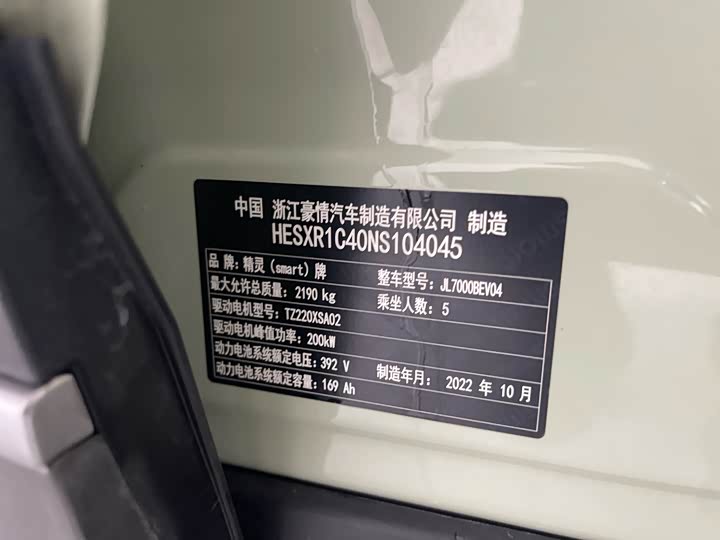 中国 浙江豪情汽车制造有限公司 制造
HESXR1C40NS104045
品 牌：精灵（smart）牌 整车型号：JL7000BEV04
最大允许总质量：2190 kg 乘坐人数：5
驱动电机型号：TZ220XSA02
驱动电机峰值功率：200kW
动力电池系统额定电压：392 V 制造年月： 2022 年 10 月
动力电池系统额定容量：169 Ah